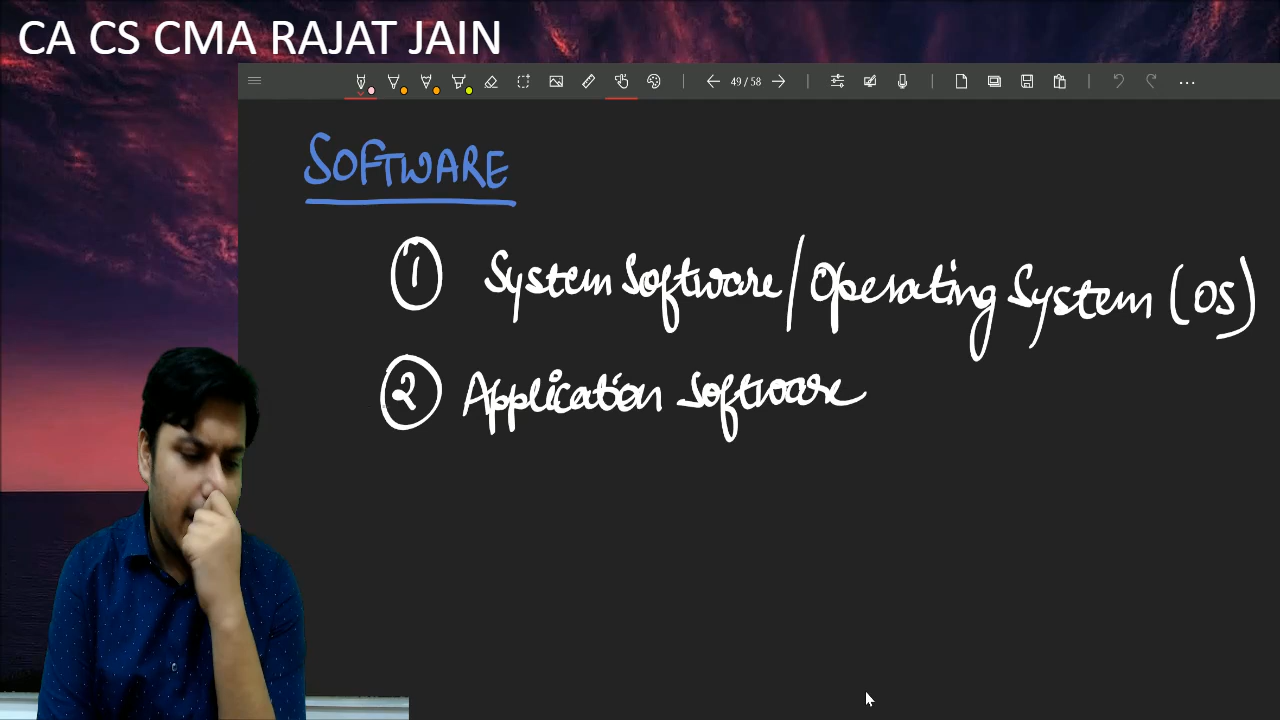 CA CS CMA RAJAT JAIN
49 / 58
SOFTWARE
1 System Software / Operating System (OS)
2 Application Software